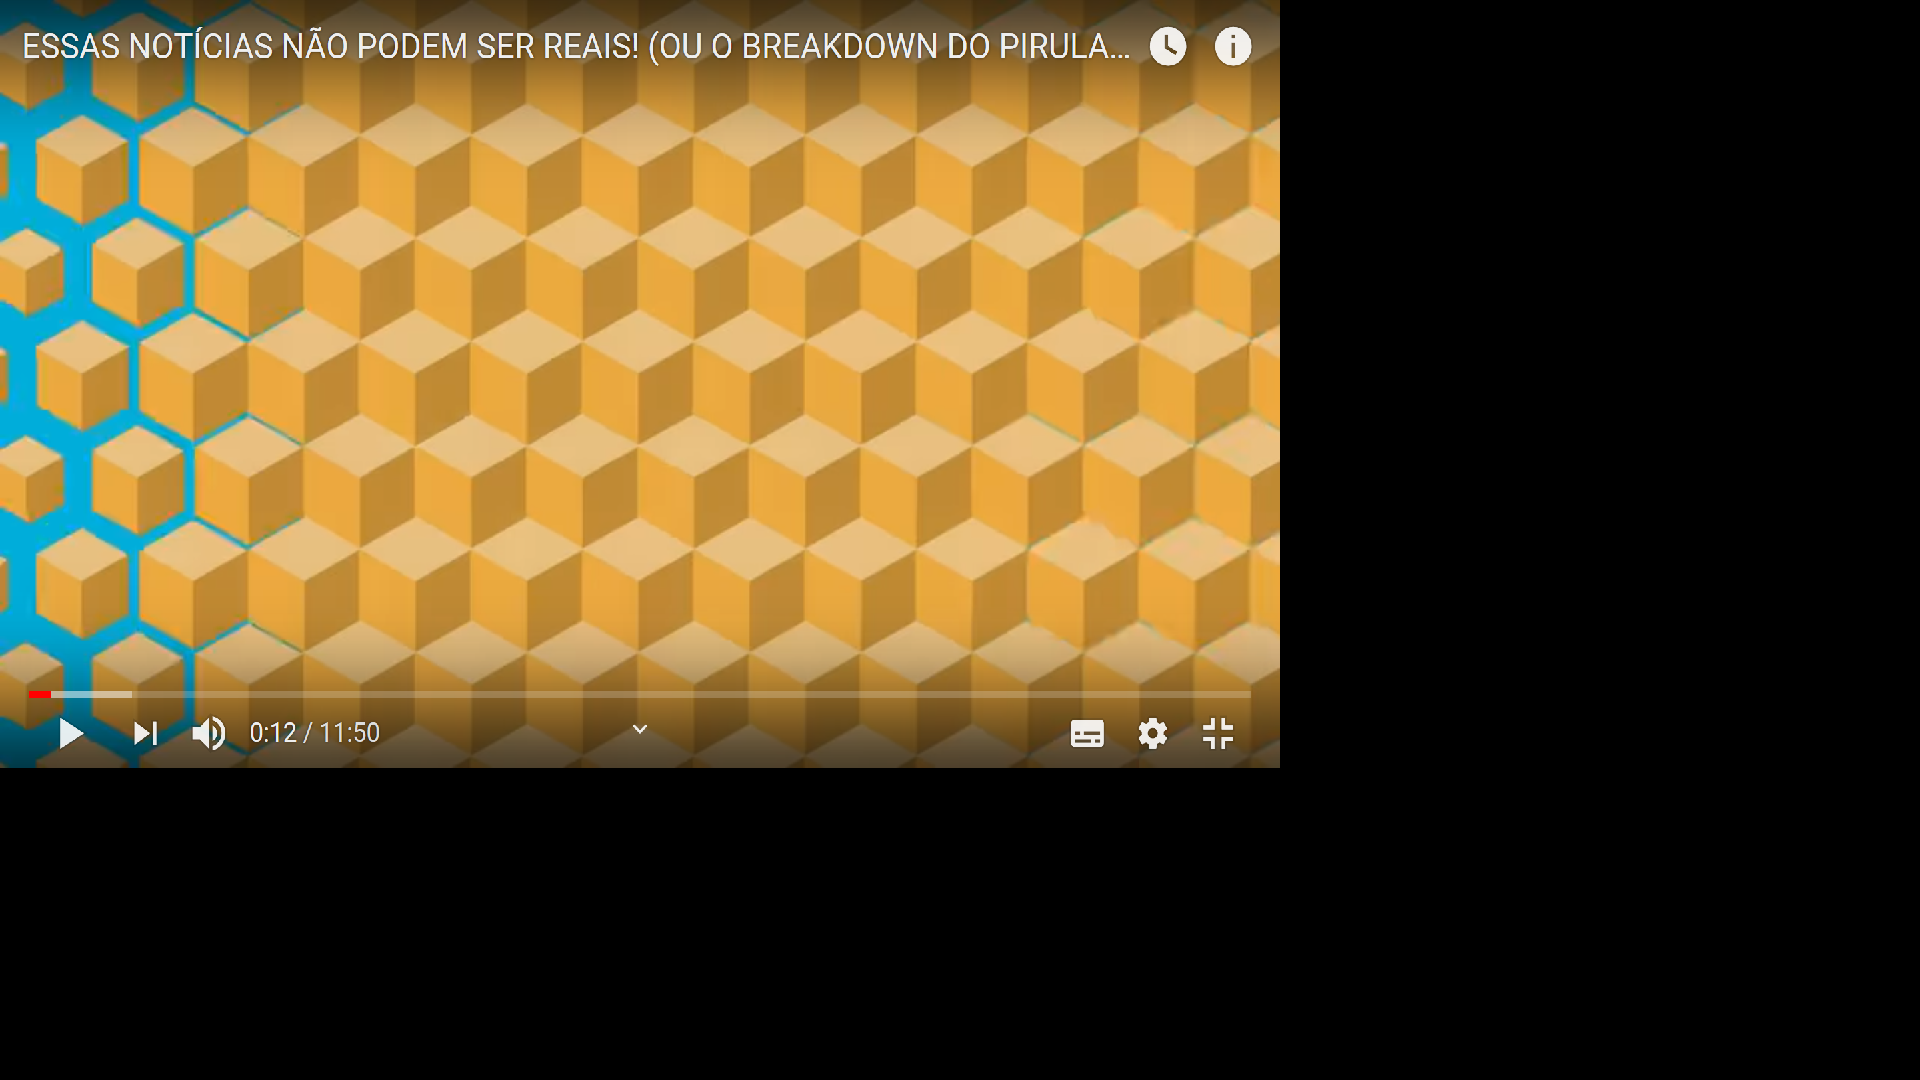 ESSAS NOTÍCIAS NÃO PODEM SER REAIS! (OU O BREAKDOWN DO PIRULA...
0:12 / 11:50